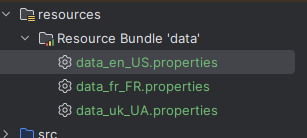 resources
Resource Bundle 'data'
data_en_US.properties
data_fr_FR.properties
data_uk_UA.properties
src